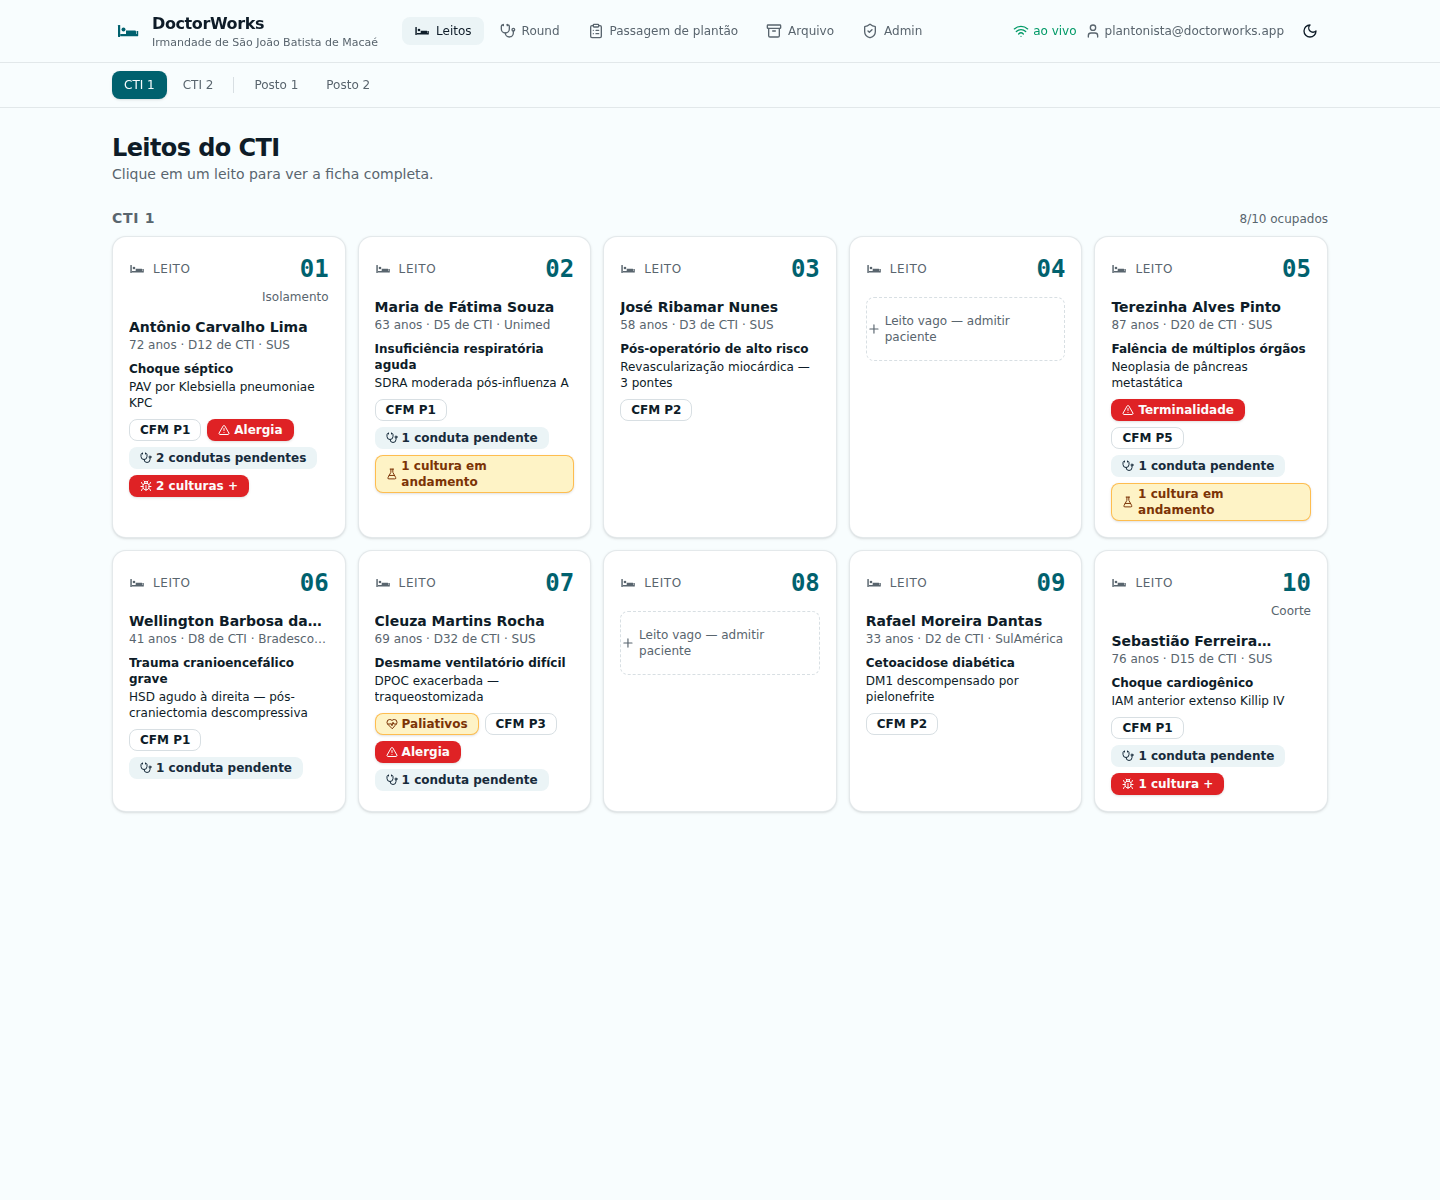 DoctorWorks
Irmandade de São João Batista de Macaé
Leitos
Round
Passagem de plantão
Arquivo
Admin
ao vivo
plantonista@doctorworks.app
CTI 1
CTI 2
Posto 1
Posto 2
Leitos do CTI
Clique em um leito para ver a ficha completa.
CTI 1
8/10 ocupados
LEITO
01
Isolamento
Antônio Carvalho Lima
72 anos · D12 de CTI · SUS
Choque séptico
PAV por Klebsiella pneumoniae
KPC
CFM P1
Alergia
2 condutas pendentes
2 culturas +
LEITO
02
Maria de Fátima Souza
63 anos · D5 de CTI · Unimed
Insuficiência respiratória
aguda
SDRA moderada pós-influenza A
CFM P1
1 conduta pendente
1 cultura em
andamento
LEITO
03
José Ribamar Nunes
58 anos · D3 de CTI · SUS
Pós-operatório de alto risco
Revascularização miocárdica —
3 pontes
CFM P2
LEITO
04
Leito vago — admitir
paciente
LEITO
05
Terezinha Alves Pinto
87 anos · D20 de CTI · SUS
Falência de múltiplos órgãos
Neoplasia de pâncreas
metastática
Terminalidade
CFM P5
1 conduta pendente
1 cultura em
andamento
LEITO
06
Wellington Barbosa da…
41 anos · D8 de CTI · Bradesco…
Trauma cranioencefálico
grave
HSD agudo à direita — pós-
craniectomia descompressiva
CFM P1
1 conduta pendente
LEITO
07
Cleuza Martins Rocha
69 anos · D32 de CTI · SUS
Desmame ventilatório difícil
DPOC exacerbada —
traqueostomizada
Paliativos
CFM P3
Alergia
1 conduta pendente
LEITO
08
Leito vago — admitir
paciente
LEITO
09
Rafael Moreira Dantas
33 anos · D2 de CTI · SulAmérica
Cetoacidose diabética
DM1 descompensado por
pielonefrite
CFM P2
LEITO
10
Coorte
Sebastião Ferreira…
76 anos · D15 de CTI · SUS
Choque cardiogênico
IAM anterior extenso Killip IV
CFM P1
1 conduta pendente
1 cultura +